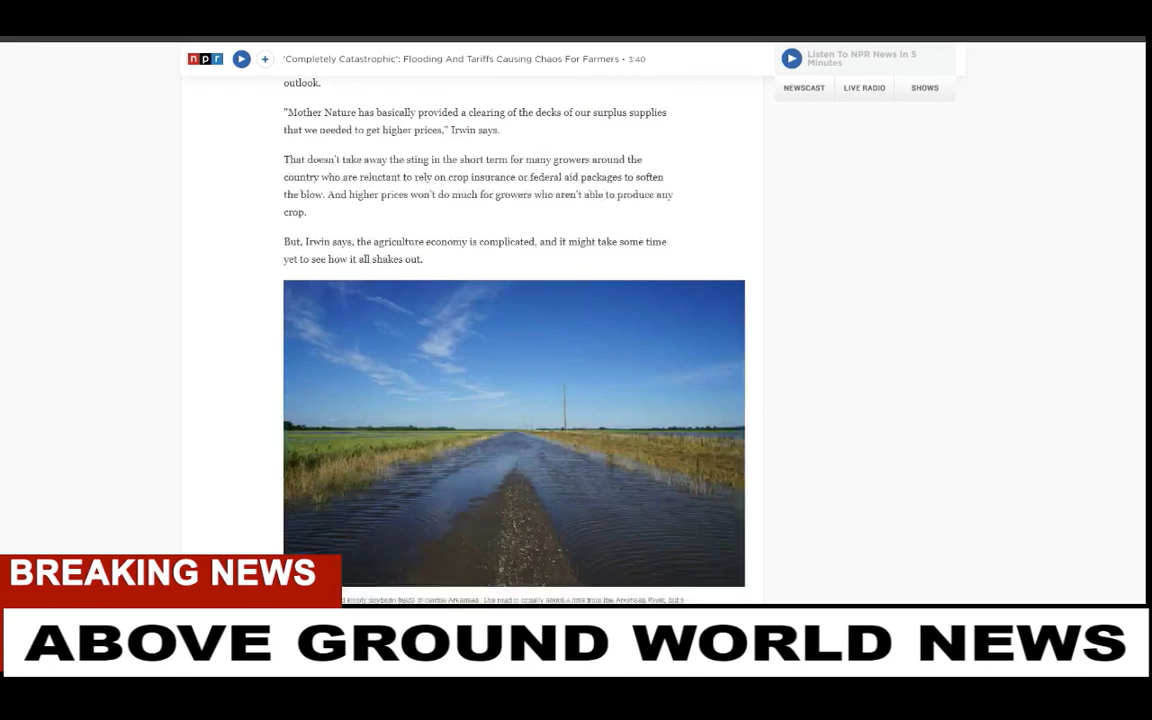 npr
'Completely Catastrophic': Flooding And Tariffs Causing Chaos For Farmers • 3:40
Listen To NPR News In 5
Minutes
NEWSCAST LIVE RADIO SHOWS
outlook.
"Mother Nature has basically provided a clearing of the decks of our surplus supplies
that we needed to get higher prices," Irwin says.
That doesn't take away the sting in the short term for many growers around the
country who are reluctant to rely on crop insurance or federal aid packages to soften
the blow. And higher prices won't do much for growers who aren't able to produce any
crop.
But, Irwin says, the agriculture economy is complicated, and it might take some time
yet to see how it all shakes out.
BREAKING NEWS
ABOVE GROUND WORLD NEWS